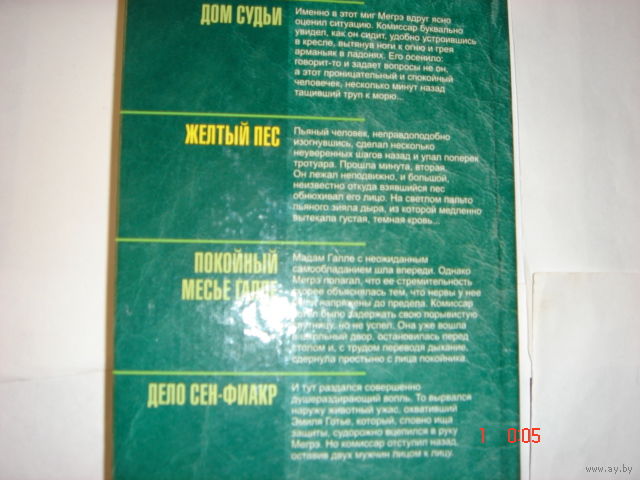 ДОМ СУДЬИ
Именно в этот миг Мегрэ вдруг ясно
оценил ситуацию. Комиссар буквально
увидел, как он сидит, удобно устроившись
в кресле, вытянув ноги к огню и грея
арманьяк в ладонях. Его осенило:
говорит-то и задает вопросы не он,
а этот проницательный и спокойный
человечек, несколько минут назад
тащивший труп к морю...
ЖЕЛТЫЙ ПЕС
Пьяный человек, неправдоподобно
изогнувшись, сделал несколько
неуверенных шагов назад и упал поперек
тротуара. Прошла минута, вторая.
Он лежал неподвижно, и большой,
неизвестно откуда взявшийся пес
обнюхивал его лицо. На светлом пальто
пьяного зияла дыра, из которой медленно
вытекала густая, темная кровь...
ПОКОЙНЫЙ
МЕСЬЕ ГАЛЛЕ
Мадам Галле с неожиданным
самообладанием шла впереди. Однако
Мегрэ полагал, что ее стремительность
скорее объяснялась тем, что нервы у нее
напряжены до предела. Комиссар
было задержать свою порывистую
спутницу, но не успел. Она уже вошла
в школьный двор, остановилась перед
столом и, с трудом переводя дыхание,
сдернула простыню с лица покойника.
ДЕЛО СЕН-ФИАКР
И тут раздался совершенно
душераздирающий вопль. То вырвался
наружу животный ужас, охвативший
Эмиля Готье, который, словно ища
защиты, судорожно вцепился в руку
Мегрэ. Но комиссар отступил назад,
оставив двух мужчин лицом к лицу.
1 0:05
www.ay.by